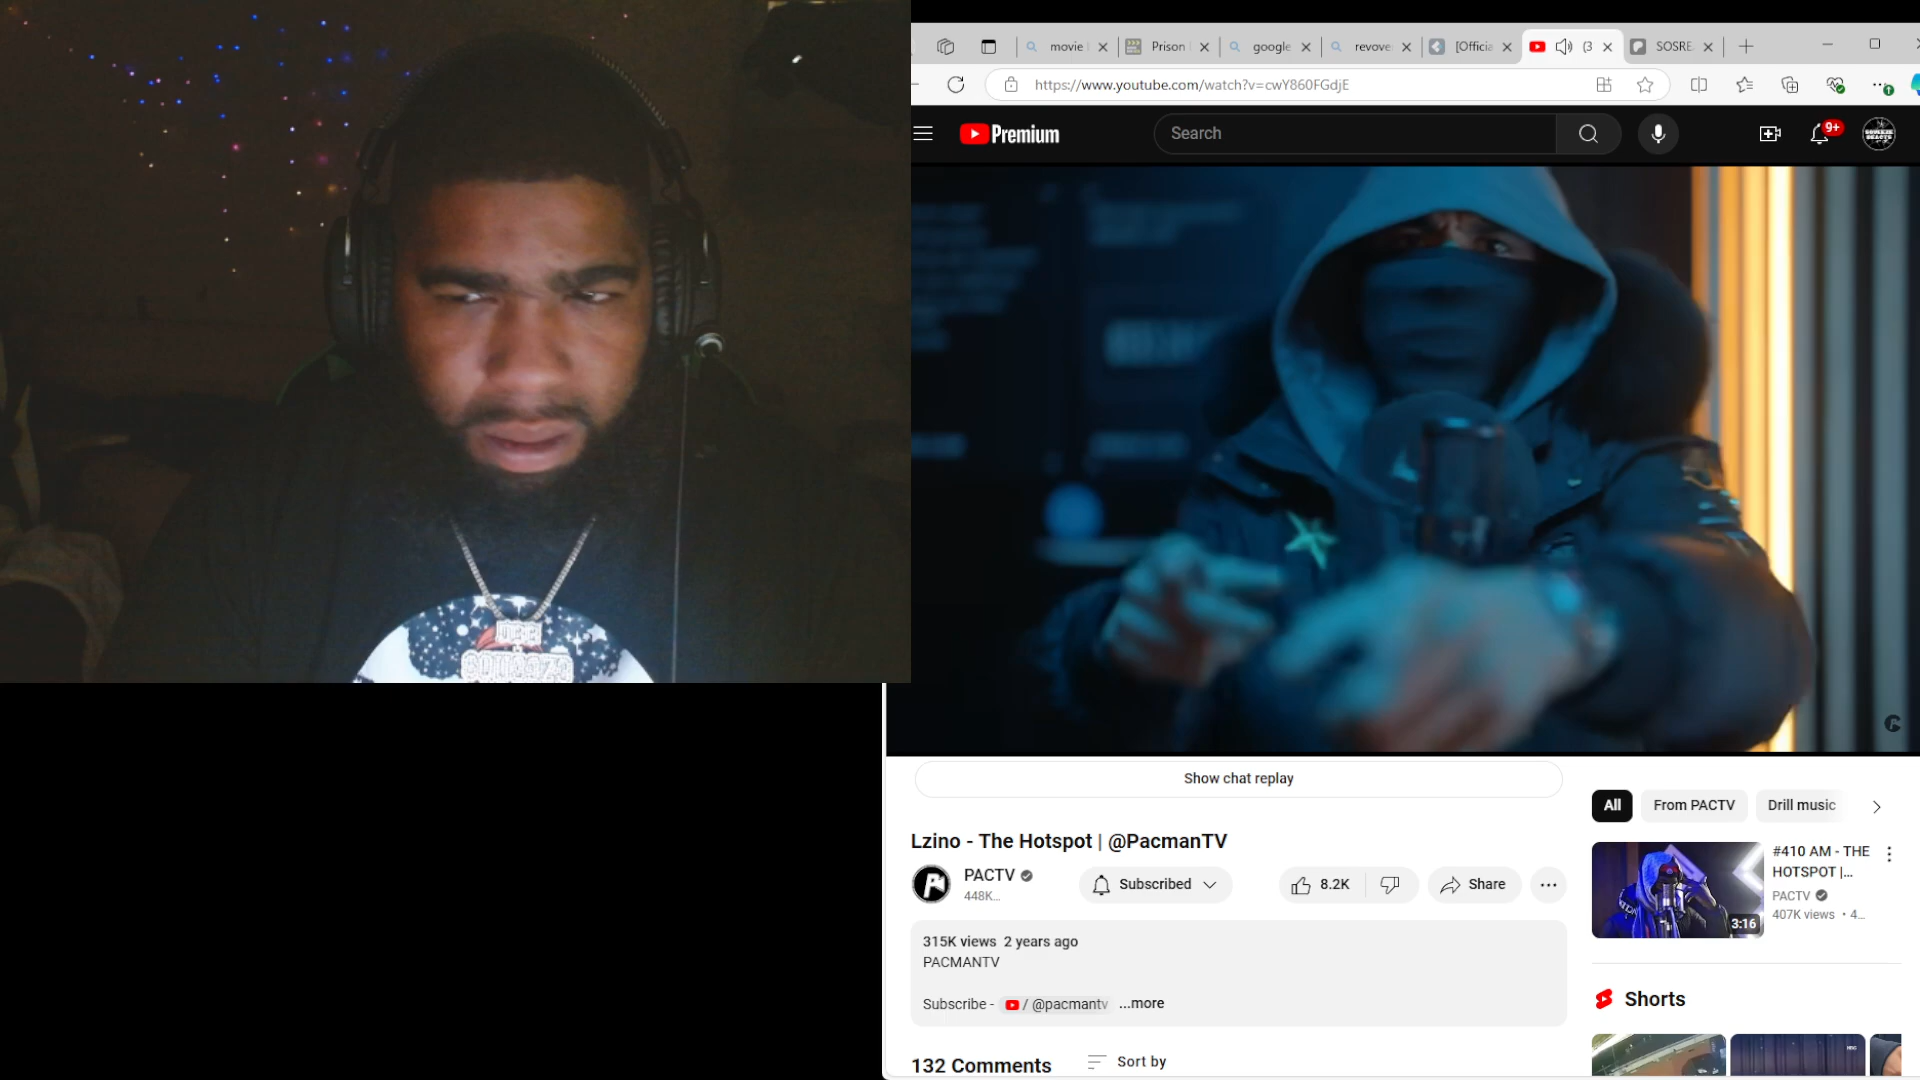 movie
Prison
google
revove
[Officia
(3
SOSRE
https://www.youtube.com/watch?v=cwY860FGdjE
Premium
Search
9+
Show chat replay
All
From PACTV
Drill music
Lzino - The Hotspot | @PacmanTV
PACTV
448K...
Subscribed
8.2K
Share
#410 AM - THE
HOTSPOT |...
PACTV
407K views • 4...
3:16
315K views 2 years ago
PACMANTV
Subscribe - / @pacmantv ...more
Shorts
132 Comments
Sort by